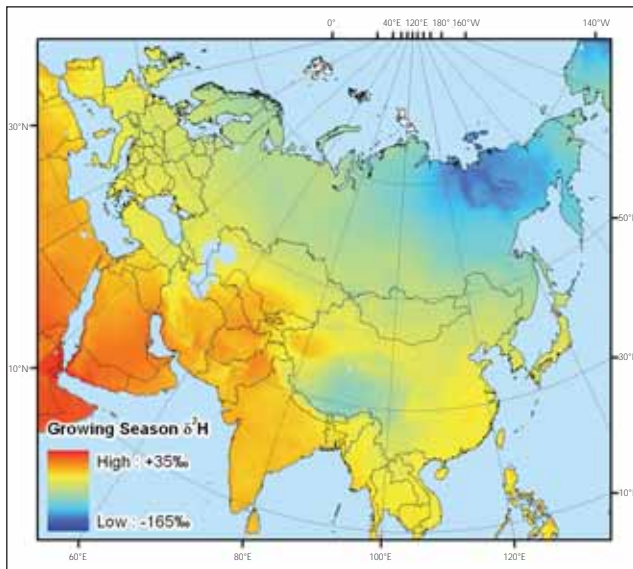 0° 40°E 120°E 180° 160°W 140°W
30°N
50°N
30°N
10°N
Growing Season δ²H
High : +35‰
Low : -165‰
10°N
60°E 80°E 100°E 120°E